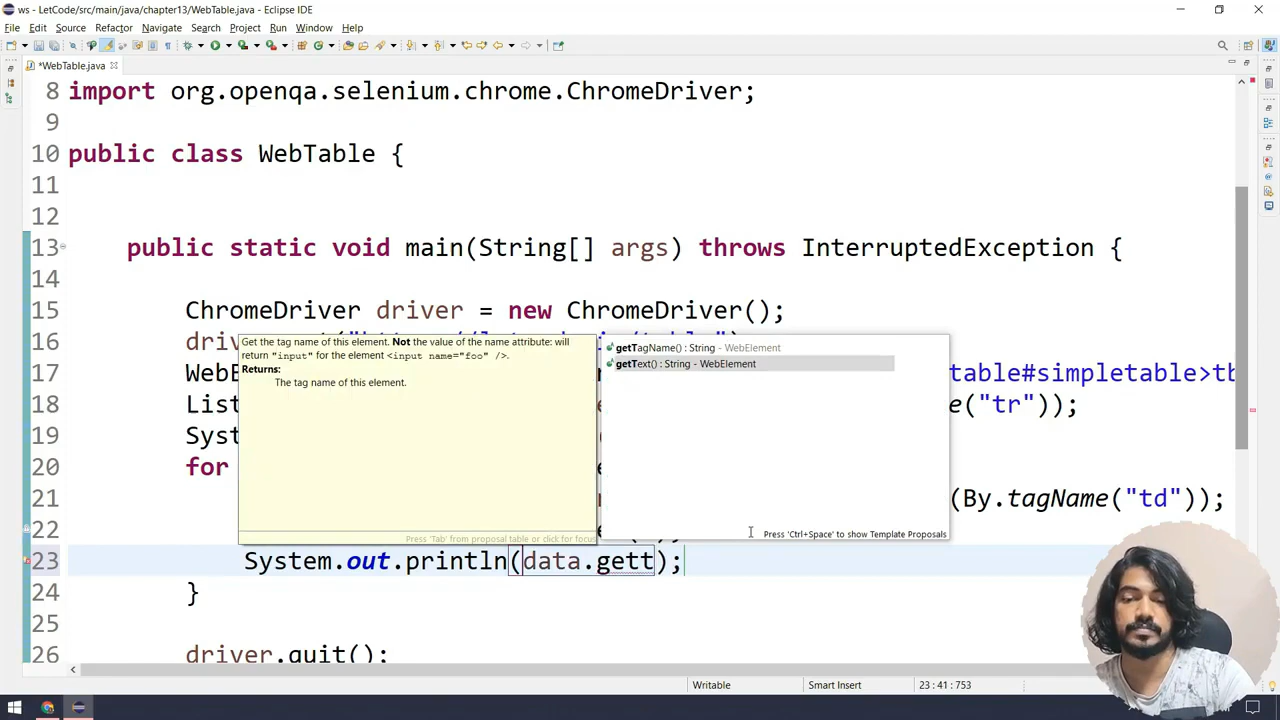 ws - LetCode/src/main/java/chapter13/WebTable.java - Eclipse IDE
File Edit Source Refactor Navigate Search Project Run Window Help
*WebTable.java
8 import org.openqa.selenium.chrome.ChromeDriver;
9
10 public class WebTable {
11
12
13 public static void main(String[] args) throws InterruptedException {
14
15 ChromeDriver driver = new ChromeDriver();
16
17 WebE table#simpletable>tb
18 List ("tr"));
19 Syst
20 for
21 (By.tagName("td"));
22
23 System.out.println(data.gett);
24 }
25
26 driver.quit();
Get the tag name of this element. Not the value of the name attribute: will
return "input" for the element <input name="foo" />.
Returns:
The tag name of this element.
Press 'Tab' from proposal table or click for focus
getTagName() : String - WebElement
getText() : String - WebElement
Press 'Ctrl+Space' to show Template Proposals
Writable Smart Insert 23 : 41 : 753